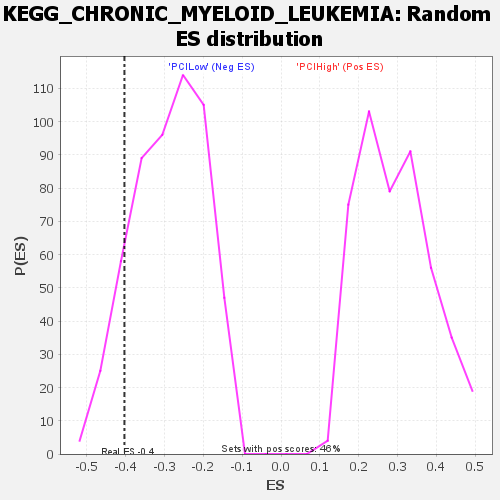 KEGG_CHRONIC_MYELOID_LEUKEMIA: Random
ES distribution
'PCILow' (Neg ES)
'PCIHigh' (Pos ES)
P(ES)
110
100
90
80
70
60
50
40
30
20
10
0
Real ES -0.4
Sets with pos scores: 46%
-0.5 -0.4 -0.3 -0.2 -0.1 0.0 0.1 0.2 0.3 0.4 0.5
ES